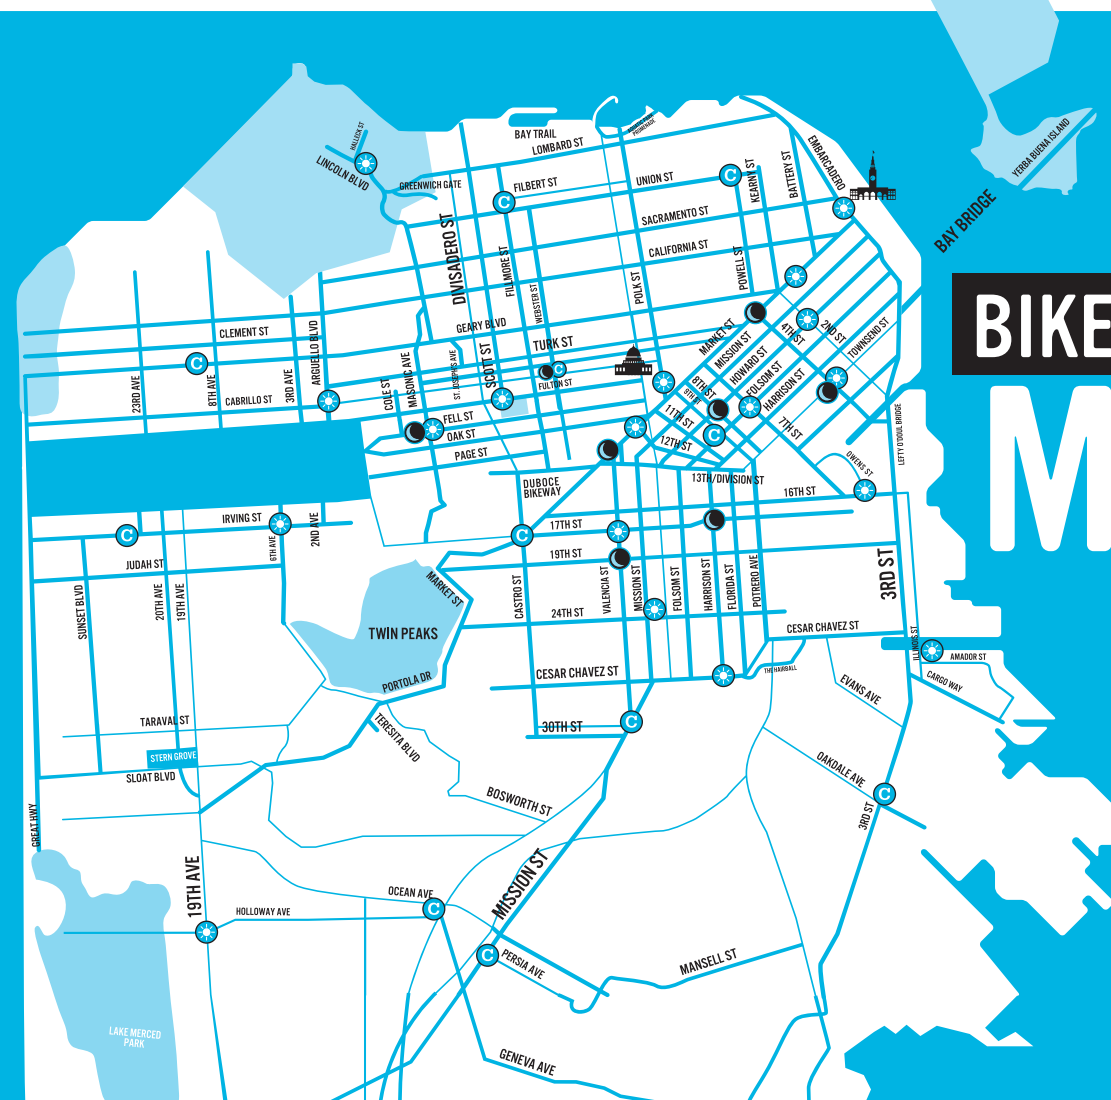 BAY TRAIL
LOMBARD ST
PROMENADE
HALLECK ST
LINCOLN BLVD
GREENWICH GATE
FILBERT ST
UNION ST
KEARNY ST
BATTERY ST
EMBARCADERO
YERBA BUENA ISLAND
BAY BRIDGE
SACRAMENTO ST
CALIFORNIA ST
DIVISADERO ST
FILLMORE ST
WEBSTER ST
POLK ST
POWELL ST
BIKE
M
CLEMENT ST
ARGUELLO BLVD
GEARY BLVD
TURK ST
MARKET ST
MISSION ST
HOWARD ST
FOLSOM ST
HARRISON ST
4TH ST
2ND ST
TOWNSEND ST
23RD AVE
8TH AVE
CABRILLO ST
3RD AVE
COLE ST
MASONIC AVE
ST. JOSEPH'S AVE
SCOTT ST
FULTON ST
8TH ST
9TH ST
11TH ST
12TH ST
7TH ST
LEFTY O'DOUL BRIDGE
FELL ST
OAK ST
PAGE ST
DUBOCE
BIKEWAY
13TH/DIVISION ST
OWENS ST
16TH ST
IRVING ST
6TH AVE
2ND AVE
17TH ST
19TH ST
JUDAH ST
SUNSET BLVD
20TH AVE
19TH AVE
MARKET ST
CASTRO ST
VALENCIA ST
MISSION ST
FOLSOM ST
HARRISON ST
FLORIDA ST
POTRERO AVE
3RD ST
24TH ST
TWIN PEAKS
CESAR CHAVEZ ST
ILLINOIS ST
AMADOR ST
CARGO WAY
CESAR CHAVEZ ST
THE HAIRBALL
PORTOLA DR
EVANS AVE
TARAVAL ST
TERESITA BLVD
30TH ST
STERN GROVE
SLOAT BLVD
OAKDALE AVE
3RD ST
GREAT HWY
BOSWORTH ST
19TH AVE
MISSION ST
OCEAN AVE
HOLLOWAY AVE
PERSIA AVE
MANSELL ST
LAKE MERCED
PARK
GENEVA AVE
C
C
C
C
C
C
C
C
C
C